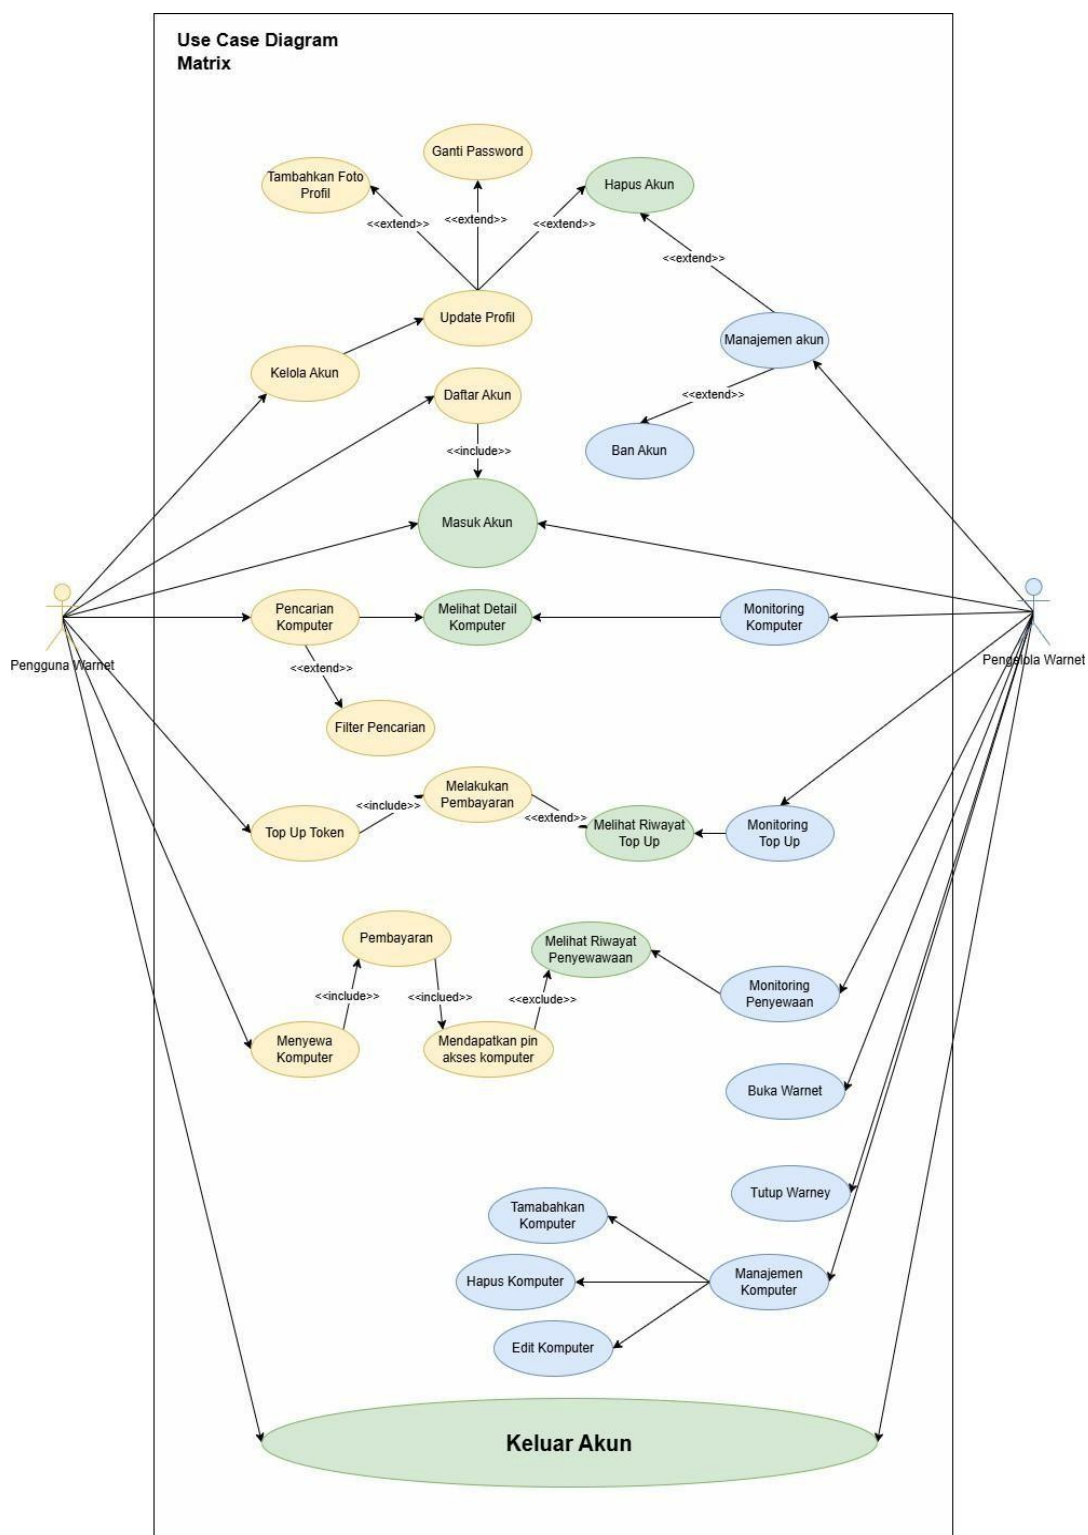 Use Case Diagram
Matrix
Ganti Password
Tambahkan Foto
Profil
Hapus Akun
<<extend>>
<<extend>>
<<extend>>
<<extend>>
Update Profil
Manajemen akun
Kelola Akun
Daftar Akun
<<extend>>
<<include>>
Ban Akun
Masuk Akun
Pencarian
Komputer
Melihat Detail
Komputer
Monitoring
Komputer
Pengguna Warnet
Pengelola Warnet
<<extend>>
Filter Pencarian
Melakukan
Pembayaran
<<include>>
<<extend>>
Top Up Token
Melihat Riwayat
Top Up
Monitoring
Top Up
Pembayaran
Melihat Riwayat
Penyewawaan
<<include>>
<<inclued>>
<<exclude>>
Monitoring
Penyewaan
Menyewa
Komputer
Mendapatkan pin
akses komputer
Buka Warnet
Tutup Warney
Tamabahkan
Komputer
Hapus Komputer
Manajemen
Komputer
Edit Komputer
Keluar Akun